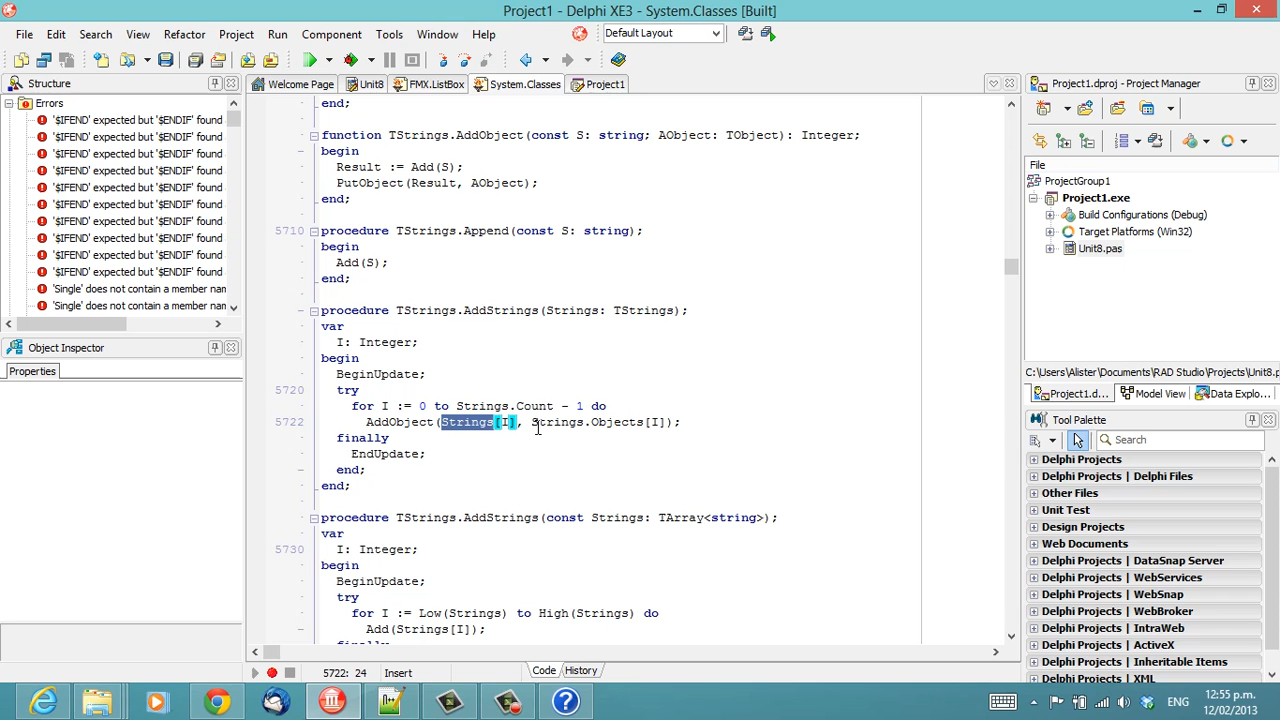 Project1 - Delphi XE3 - System.Classes [Built]
File Edit Search View Refactor Project Run Component Tools Window Help
Default Layout
Structure
Welcome Page Unit8 FMX.ListBox System.Classes Project1
Project1.dproj - Project Manager
Errors
'$IFEND' expected but '$ENDIF' found
'$IFEND' expected but '$ENDIF' found
'$IFEND' expected but '$ENDIF' found
'$IFEND' expected but '$ENDIF' found
'$IFEND' expected but '$ENDIF' found
'$IFEND' expected but '$ENDIF' found
'$IFEND' expected but '$ENDIF' found
'$IFEND' expected but '$ENDIF' found
'$IFEND' expected but '$ENDIF' found
'$IFEND' expected but '$ENDIF' found
'Single' does not contain a member nam
'Single' does not contain a member nam
Object Inspector
Properties
end;
function TStrings.AddObject(const S: string; AObject: TObject): Integer;
begin
Result := Add(S);
PutObject(Result, AObject);
end;
5710 procedure TStrings.Append(const S: string);
begin
Add(S);
end;
procedure TStrings.AddStrings(Strings: TStrings);
var
I: Integer;
begin
BeginUpdate;
5720 try
for I := 0 to Strings.Count - 1 do
5722 AddObject(Strings[I], Strings.Objects[I]);
finally
EndUpdate;
end;
end;
procedure TStrings.AddStrings(const Strings: TArray<string>);
var
5730 I: Integer;
begin
BeginUpdate;
try
for I := Low(Strings) to High(Strings) do
Add(Strings[I]);
finally
5722: 24 Insert
Code History
File
ProjectGroup1
Project1.exe
Build Configurations (Debug)
Target Platforms (Win32)
Unit8.pas
C:\Users\Alister\Documents\RAD Studio\Projects\Unit8.p
Project1.d... Model View Data Explo...
Tool Palette
Search
Delphi Projects
Delphi Projects | Delphi Files
Other Files
Unit Test
Design Projects
Web Documents
Delphi Projects | DataSnap Server
Delphi Projects | WebServices
Delphi Projects | WebSnap
Delphi Projects | WebBroker
Delphi Projects | IntraWeb
Delphi Projects | ActiveX
Delphi Projects | Inheritable Items
Delphi Projects | XML
ENG
12:55 p.m.
12/02/2013